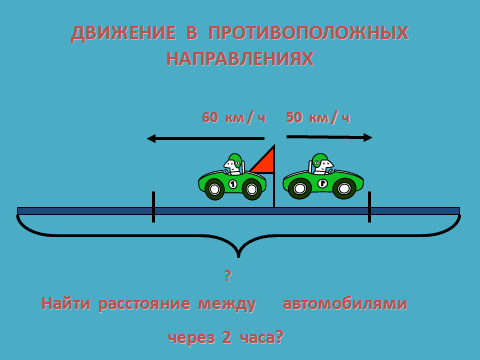 ДВИЖЕНИЕ В ПРОТИВОПОЛОЖНЫХ
НАПРАВЛЕНИЯХ
60 км / ч 50 км / ч
?
Найти расстояние между автомобилями
через 2 часа?